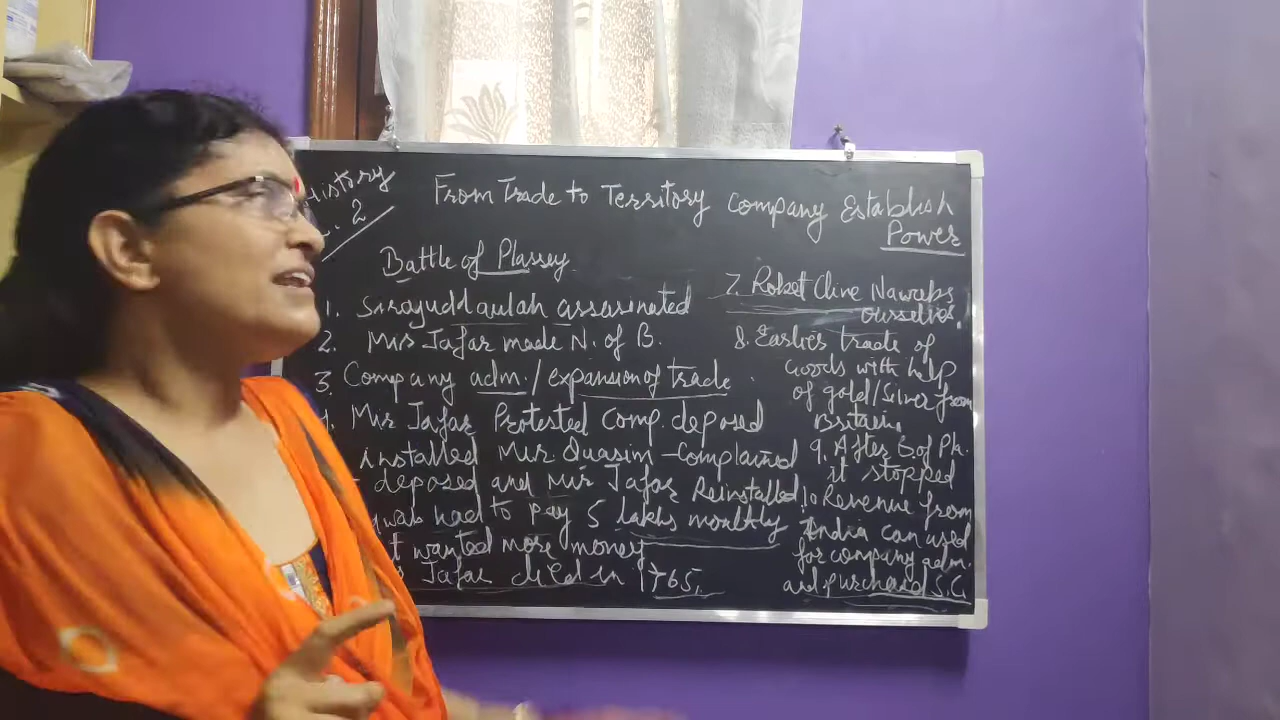 History
. 2
From Trade to Territory Company Establish
Power
Battle of Plassey
1. Sirajuddaulah assasinated
2. Mir Jafar made N. of B.
3. Company adm. / expansion of trade
Mir Jafar Protested Comp. deposed
installed Mir Quasim - Complained
deposed and Mir Jafar Reinstalled
had to pay 5 lakhs monthly
wanted more money
Jafar died in 1765.
7. Robet Clive Nawabs
ourselves.
8. Earlier trade of
Goods with help
of gold/Silver from
Britain.
9. After B. of Pl.
it stopped
10 Revenue from
India can used
for company adm.
and purchased S.C.